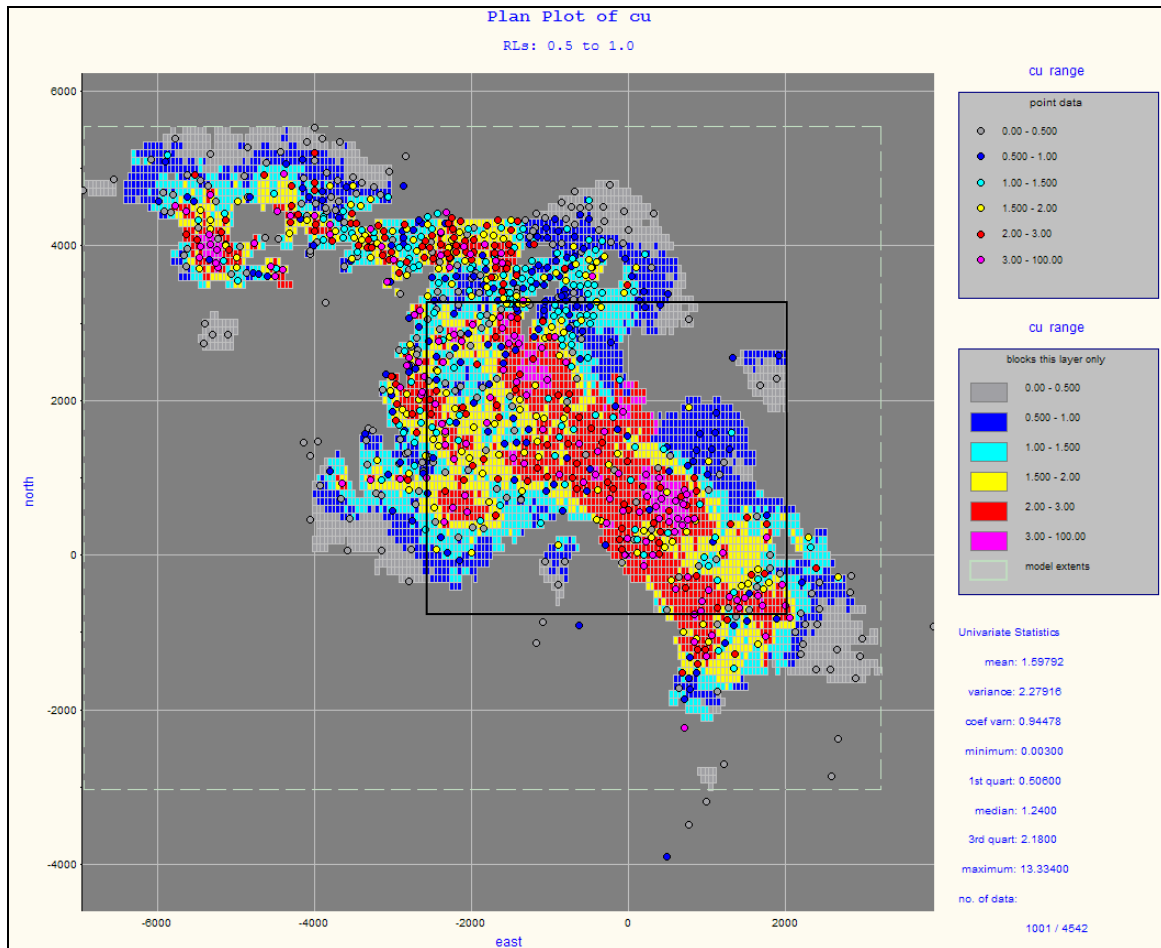 Plan Plot of cu
RLs: 0.5 to 1.0
cu range
point data
0.00 - 0.500
0.500 - 1.00
1.00 - 1.500
1.500 - 2.00
2.00 - 3.00
3.00 - 100.00
cu range
blocks this layer only
0.00 - 0.500
0.500 - 1.00
1.00 - 1.500
1.500 - 2.00
2.00 - 3.00
3.00 - 100.00
model extents
Univariate Statistics
mean: 1.59792
variance: 2.27916
coef varn: 0.94478
minimum: 0.00300
1st quart: 0.50600
median: 1.2400
3rd quart: 2.1800
maximum: 13.33400
no. of data:
1001 / 4542
north
6000
4000
2000
0
-2000
-4000
-6000
-4000
-2000
0
2000
east